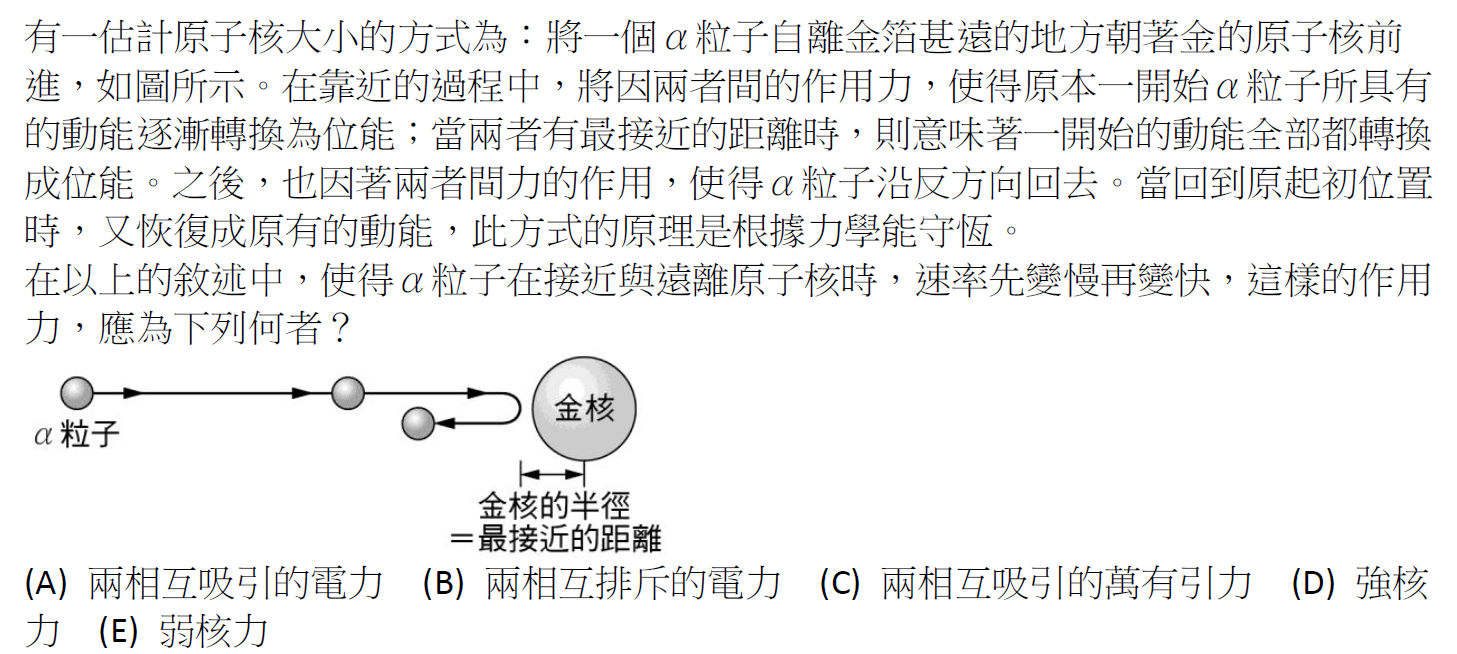 有一估計原子核大小的方式為：將一個α粒子自離金箔甚遠的地方朝著金的原子核前
進，如圖所示。在靠近的過程中，將因兩者間的作用力，使得原本一開始α粒子所具有
的動能逐漸轉換為位能；當兩者有最接近的距離時，則意味著一開始的動能全部都轉換
成位能。之後，也因著兩者間力的作用，使得α粒子沿反方向回去。當回到原起初位置
時，又恢復成原有的動能，此方式的原理是根據力學能守恆。
在以上的敘述中，使得α粒子在接近與遠離原子核時，速率先變慢再變快，這樣的作用
力，應為下列何者？
金核
α粒子
金核的半徑
＝最接近的距離
(A) 兩相互吸引的電力 (B) 兩相互排斥的電力 (C) 兩相互吸引的萬有引力 (D) 強核
力 (E) 弱核力